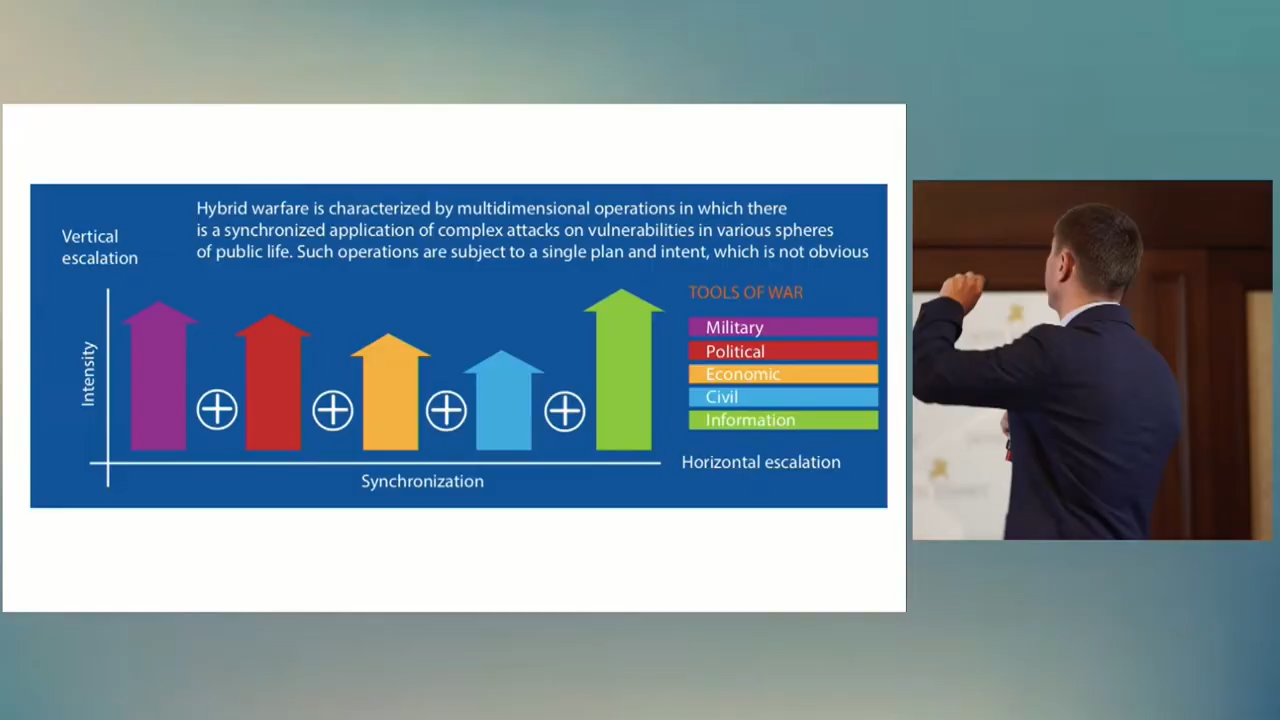 Hybrid warfare is characterized by multidimensional operations in which there
is a synchronized application of complex attacks on vulnerabilities in various spheres
of public life. Such operations are subject to a single plan and intent, which is not obvious
Vertical
escalation
TOOLS OF WAR
Military
Political
Economic
Civil
Information
Intensity
Horizontal escalation
Synchronization